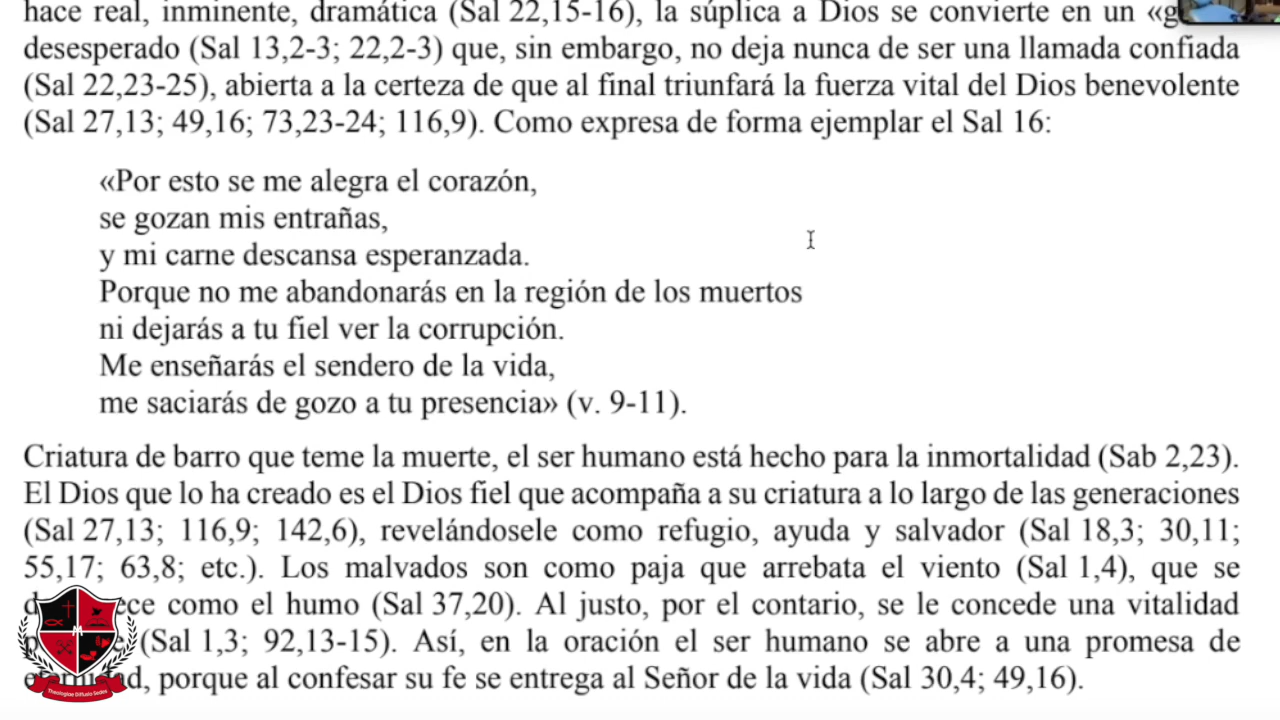 hace real, inminente, dramática (Sal 22,15-16), la súplica a Dios se convierte en un
desesperado (Sal 13,2-3; 22,2-3) que, sin embargo, no deja nunca de ser una llamada confiada
(Sal 22,23-25), abierta a la certeza de que al final triunfará la fuerza vital del Dios benevolente
(Sal 27,13; 49,16; 73,23-24; 116,9). Como expresa de forma ejemplar el Sal 16:
«Por esto se me alegra el corazón,
se gozan mis entrañas,
y mi carne descansa esperanzada.
Porque no me abandonarás en la región de los muertos
ni dejarás a tu fiel ver la corrupción.
Me enseñarás el sendero de la vida,
me saciarás de gozo a tu presencia» (v. 9-11).
Criatura de barro que teme la muerte, el ser humano está hecho para la inmortalidad (Sab 2,23).
El Dios que lo ha creado es el Dios fiel que acompaña a su criatura a lo largo de las generaciones
(Sal 27,13; 116,9; 142,6), revelándosele como refugio, ayuda y salvador (Sal 18,3; 30,11;
55,17; 63,8; etc.). Los malvados son como paja que arrebata el viento (Sal 1,4), que se
como el humo (Sal 37,20). Al justo, por el contario, se le concede una vitalidad
(Sal 1,3; 92,13-15). Así, en la oración el ser humano se abre a una promesa de
porque al confesar su fe se entrega al Señor de la vida (Sal 30,4; 49,16).
Theologiae Diffusio Sedes